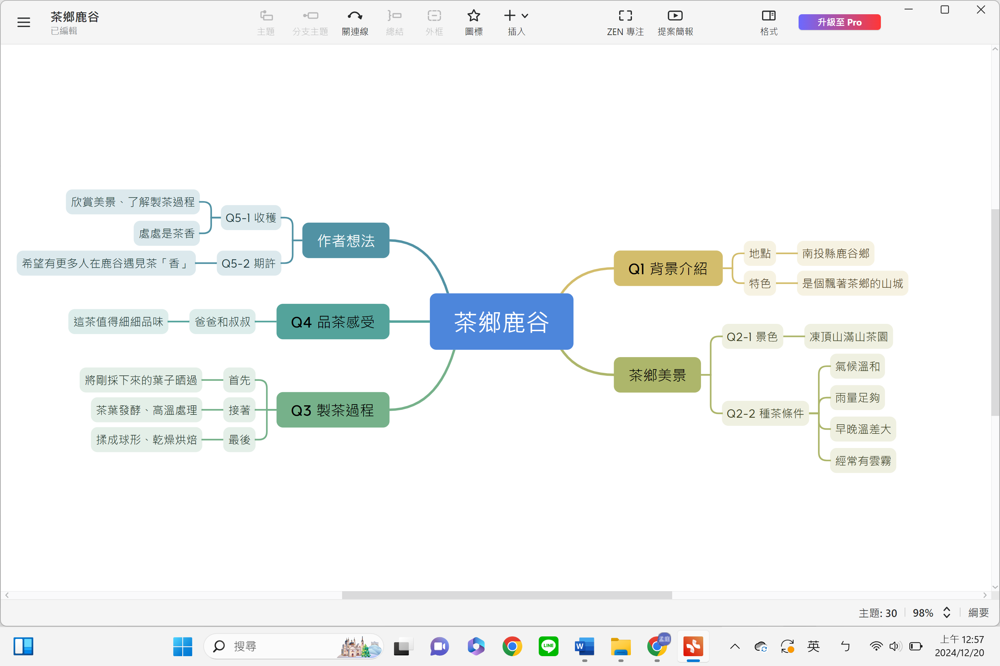 茶鄉鹿谷
已編輯
主題
分支主題
關連線
總結
外框
圖標
插入
ZEN 專注
提案簡報
格式
升級至 Pro
茶鄉鹿谷
Q1 背景介紹
地點
南投縣鹿谷鄉
特色
是個飄著茶鄉的山城
茶鄉美景
Q2-1 景色
凍頂山滿山茶園
Q2-2 種茶條件
氣候溫和
雨量足夠
早晚溫差大
經常有雲霧
Q3 製茶過程
首先
將剛採下來的葉子晒過
接著
茶葉發酵、高溫處理
最後
揉成球形、乾燥烘焙
Q4 品茶感受
爸爸和叔叔
這茶值得細細品味
作者想法
Q5-1 收穫
欣賞美景、了解製茶過程
處處是茶香
Q5-2 期許
希望有更多人在鹿谷遇見茶「香」
主題: 30
98%
綱要
搜尋
LINE
W
英
ㄣ
上午 12:57
2024/12/20